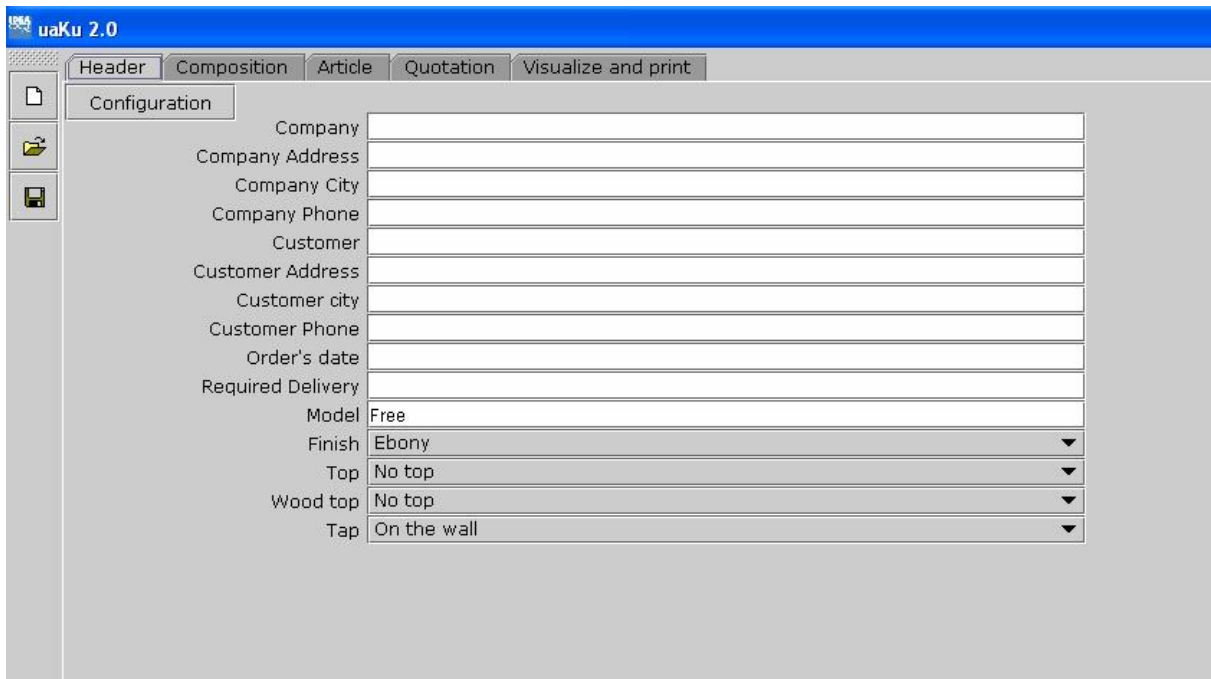 uaKu 2.0
Header Composition Article Quotation Visualize and print
Configuration
Company
Company Address
Company City
Company Phone
Customer
Customer Address
Customer city
Customer Phone
Order's date
Required Delivery
Model Free
Finish Ebony
Top No top
Wood top No top
Tap On the wall